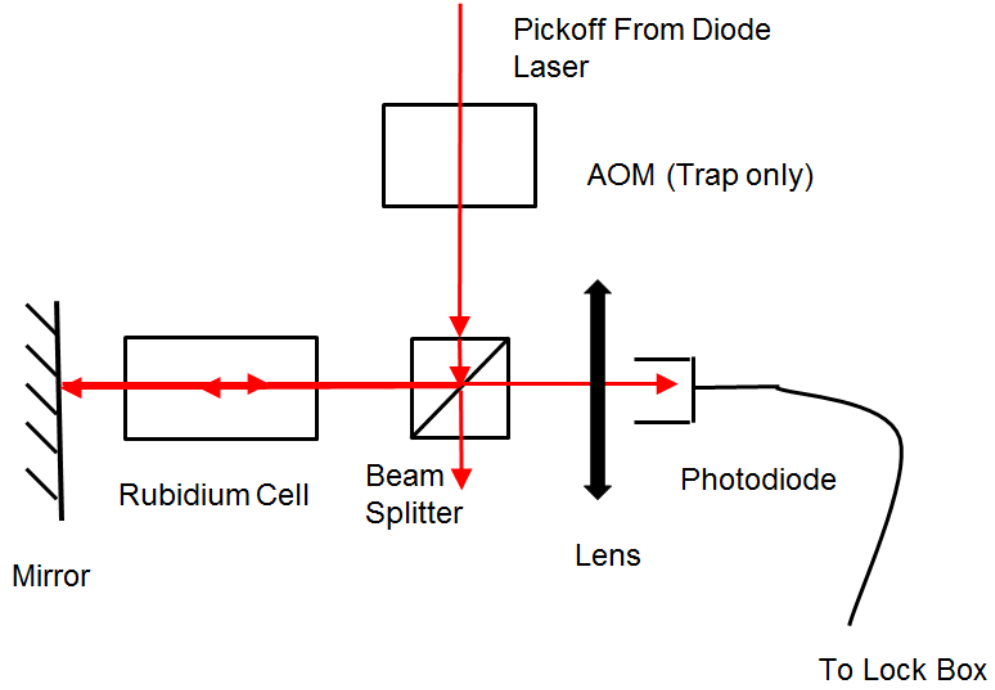 Pickoff From Diode
Laser
AOM (Trap only)
Rubidium Cell
Beam
Splitter
Photodiode
Lens
Mirror
To Lock Box